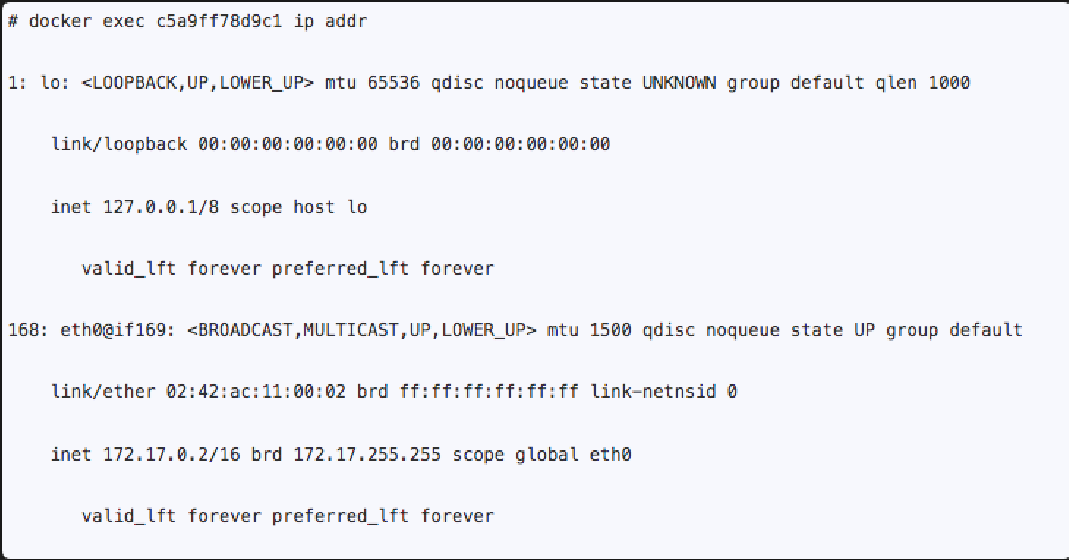 # docker exec c5a9ff78d9c1 ip addr
1: lo: <LOOPBACK,UP,LOWER_UP> mtu 65536 qdisc noqueue state UNKNOWN group default qlen 1000
link/loopback 00:00:00:00:00:00 brd 00:00:00:00:00:00
inet 127.0.0.1/8 scope host lo
valid_lft forever preferred_lft forever
168: eth0@if169: <BROADCAST,MULTICAST,UP,LOWER_UP> mtu 1500 qdisc noqueue state UP group default
link/ether 02:42:ac:11:00:02 brd ff:ff:ff:ff:ff:ff link-netnsid 0
inet 172.17.0.2/16 brd 172.17.255.255 scope global eth0
valid_lft forever preferred_lft forever